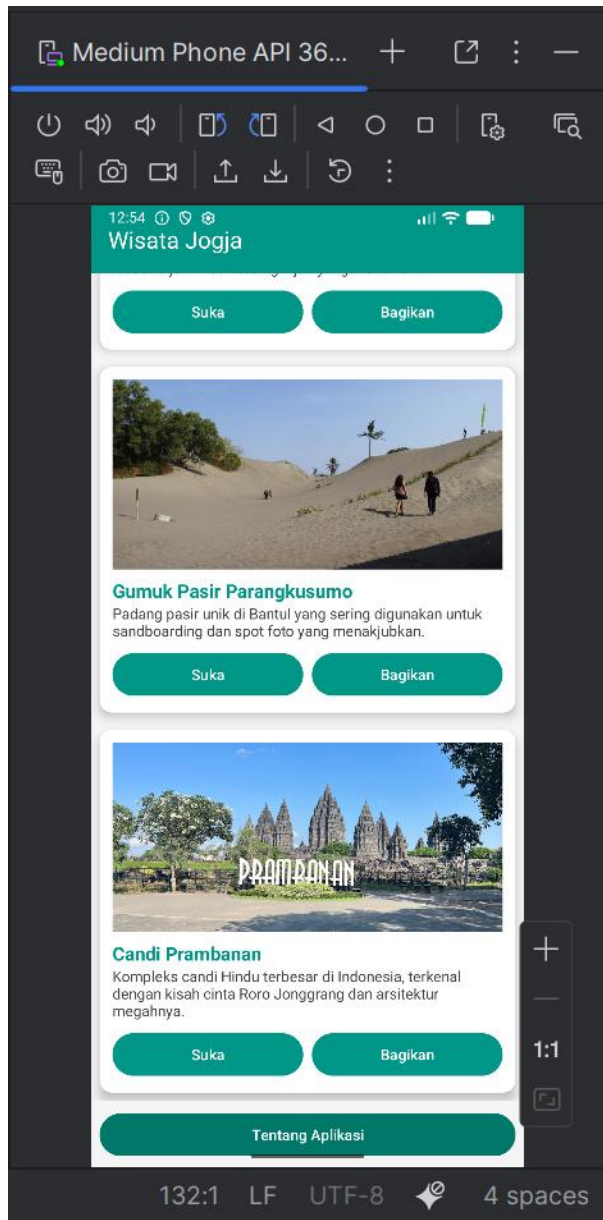 Medium Phone API 36...
12:54
Wisata Jogja
Suka
Bagikan
Gumuk Pasir Parangkusumo
Padang pasir unik di Bantul yang sering digunakan untuk
sandboarding dan spot foto yang menakjubkan.
Suka
Bagikan
PRAMBANAN
Candi Prambanan
Kompleks candi Hindu terbesar di Indonesia, terkenal
dengan kisah cinta Roro Jonggrang dan arsitektur
megahnya.
Suka
Bagikan
1:1
Tentang Aplikasi
132:1 LF UTF-8 4 spaces